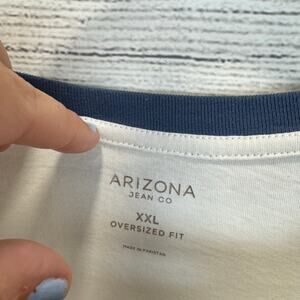 ARIZONA
JEAN CO
XXL
OVERSIZED FIT
MADE IN PAKISTAN